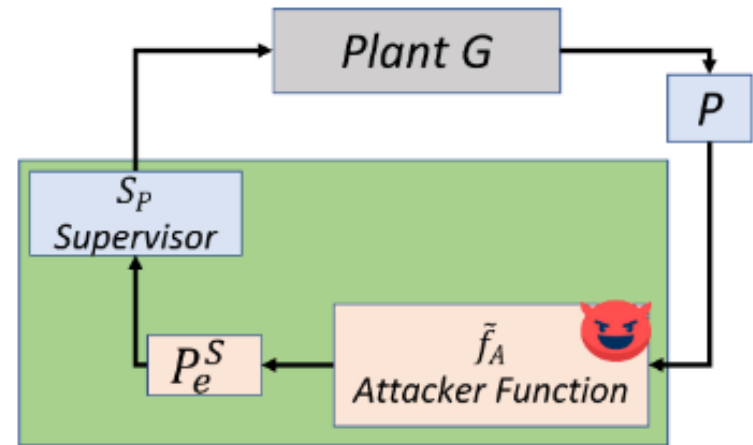 Plant G
P
S_P
Supervisor
P_e^S
f̃_A
Attacker Function